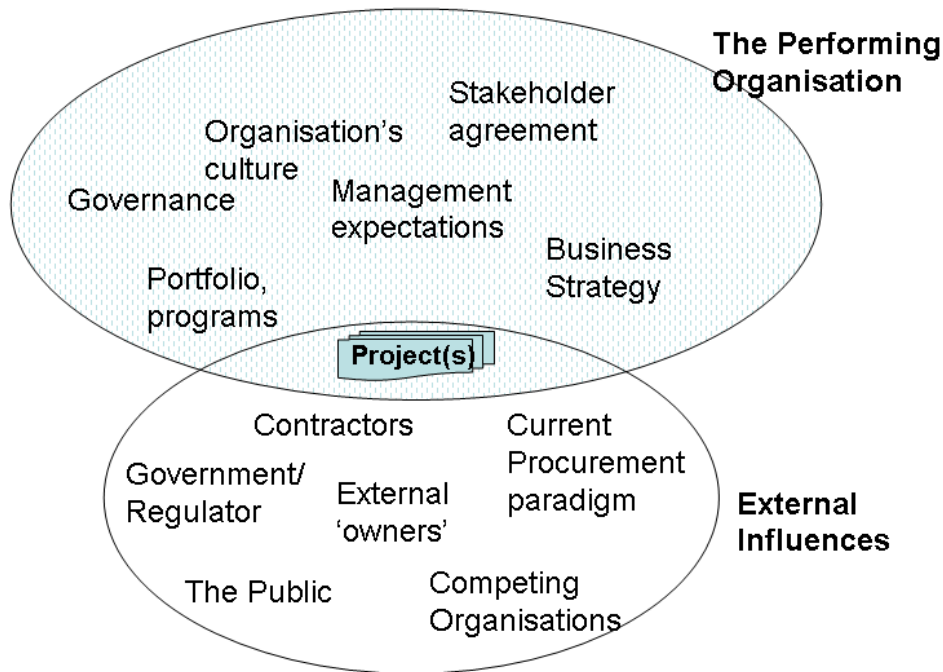 The Performing
Organisation
Stakeholder
agreement
Organisation's
culture
Governance
Management
expectations
Business
Strategy
Portfolio,
programs
Project(s)
Contractors
Current
Procurement
paradigm
Government/
Regulator
External
‘owners’
External
Influences
The Public
Competing
Organisations